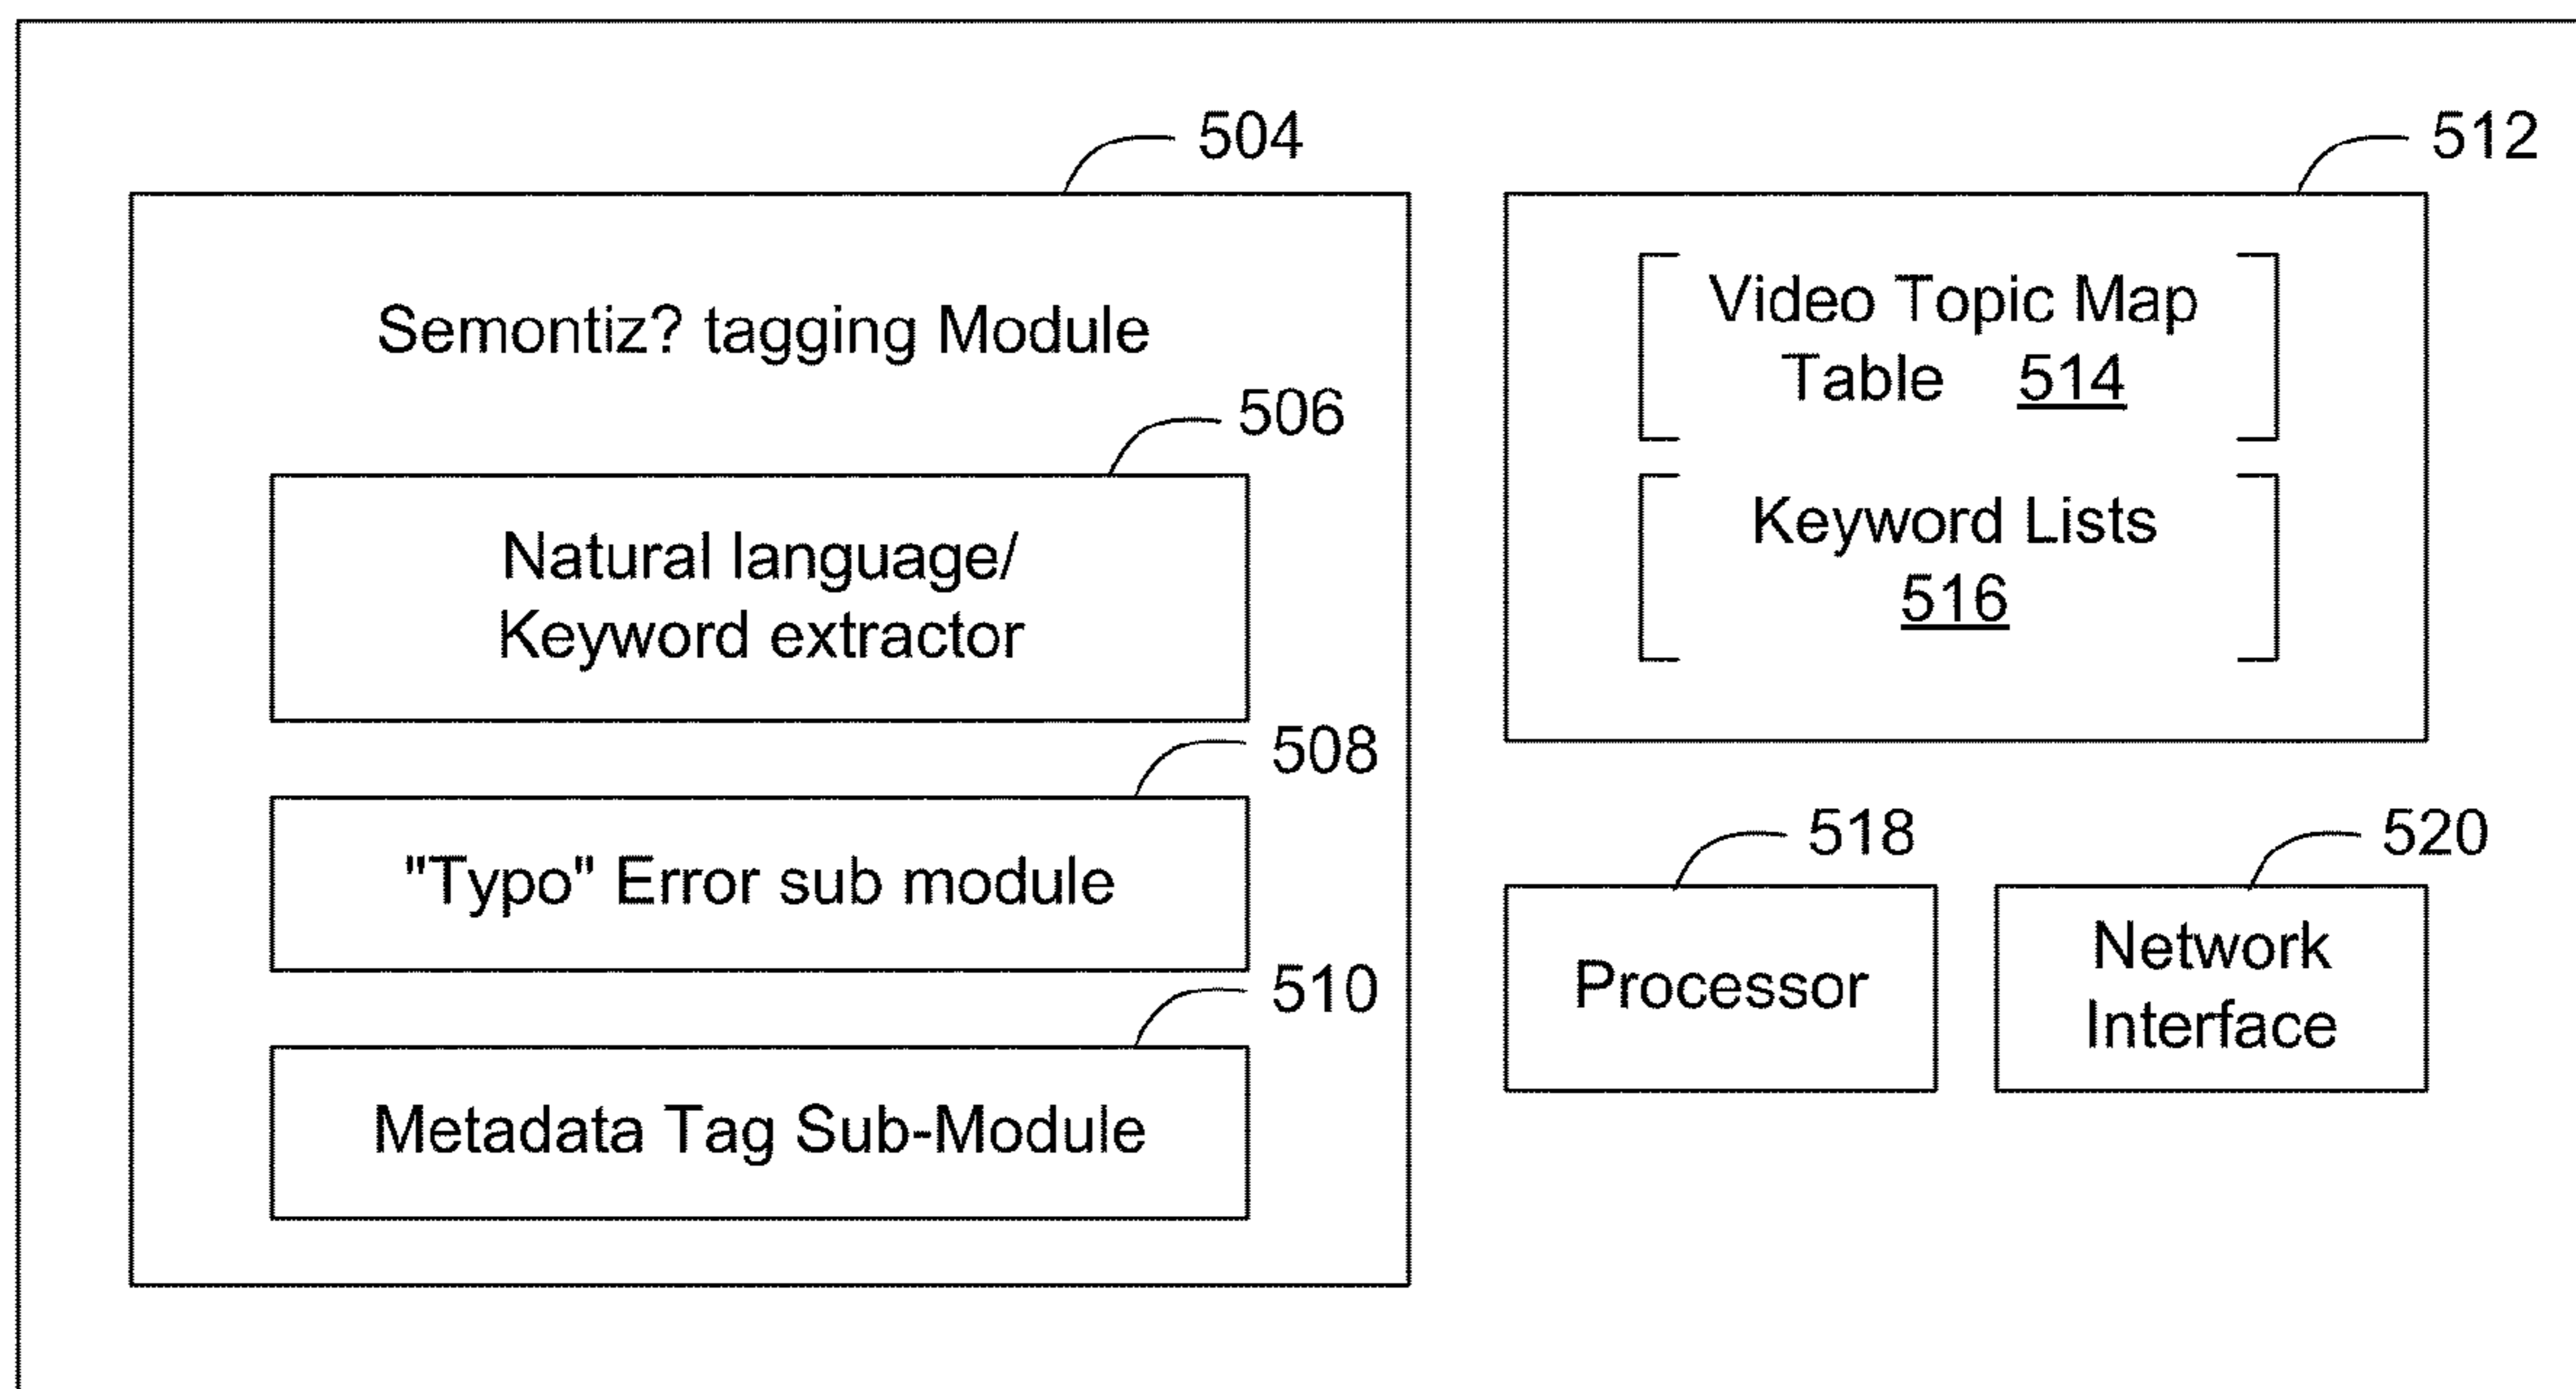 504
Semontiz? tagging Module
506
Natural language/
Keyword extractor
508
"Typo" Error sub module
510
Metadata Tag Sub-Module
512
Video Topic Map
Table 514
Keyword Lists
516
518
Processor
520
Network
Interface